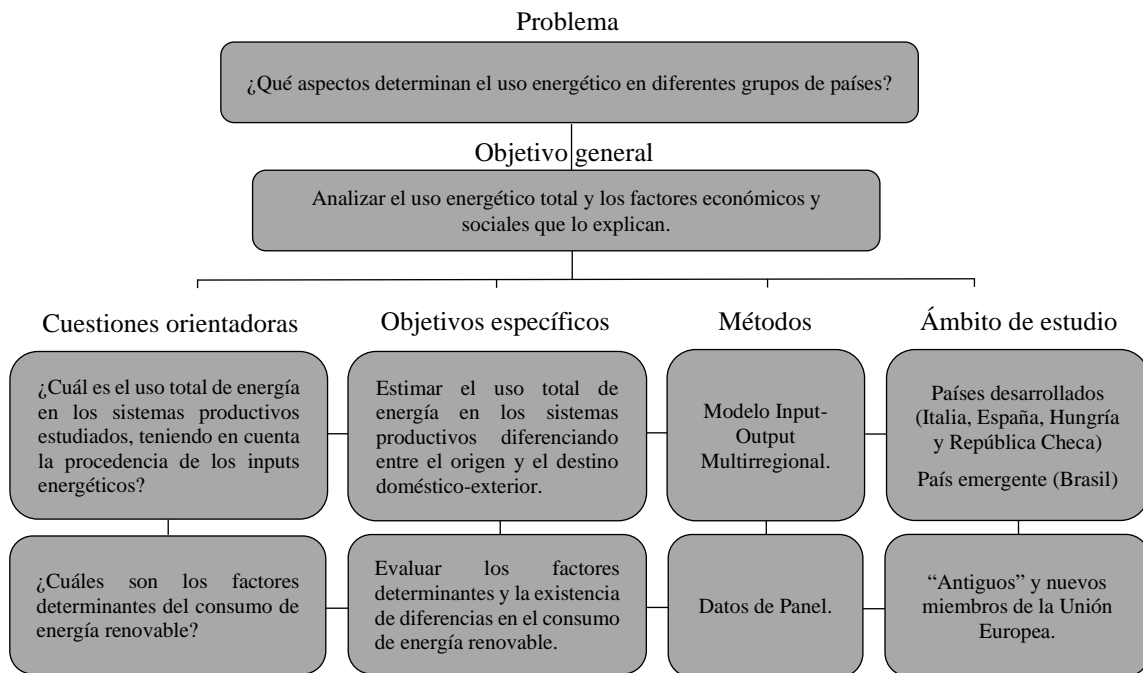 Problema
¿Qué aspectos determinan el uso energético en diferentes grupos de países?
Objetivo general
Analizar el uso energético total y los factores económicos y
sociales que lo explican.
Cuestiones orientadoras
Objetivos específicos
Métodos
Ámbito de estudio
¿Cuál es el uso total de energía
en los sistemas productivos
estudiados, teniendo en cuenta
la procedencia de los inputs
energéticos?
Estimar el uso total de
energía en los sistemas
productivos diferenciando
entre el origen y el destino
doméstico-exterior.
Modelo Input-
Output
Multirregional.
Países desarrollados
(Italia, España, Hungría
y República Checa)
País emergente (Brasil)
¿Cuáles son los factores
determinantes del consumo de
energía renovable?
Evaluar los factores
determinantes y la existencia
de diferencias en el consumo
de energía renovable.
Datos de Panel.
“Antiguos” y nuevos
miembros de la Unión
Europea.